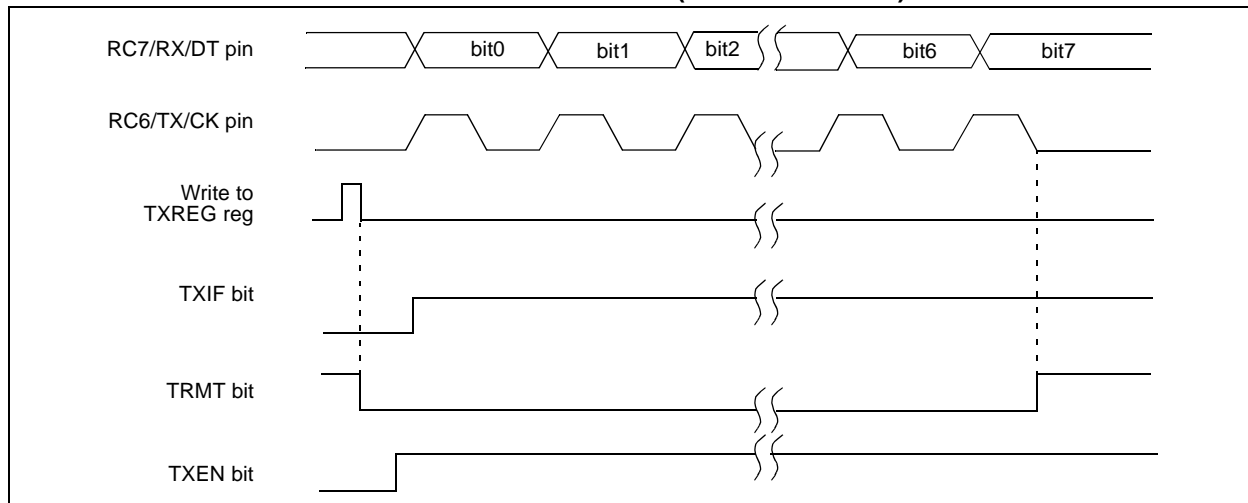 RC7/RX/DT pin
bit0 bit1 bit2 bit6 bit7
RC6/TX/CK pin
Write to
TXREG reg
TXIF bit
TRMT bit
TXEN bit